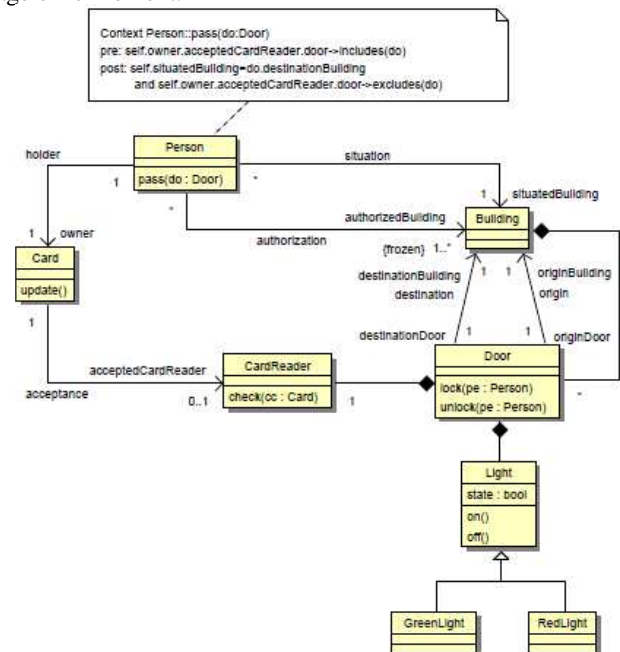 Context Person::pass(do:Door)
pre: self.owner.acceptedCardReader.door->includes(do)
post: self.situatedBuilding=do.destinationBuilding
and self.owner.acceptedCardReader.door->excludes(do)
Person
pass(do : Door)
holder
1
situation
*
1
situatedBuilding
*
authorization
authorizedBuilding
{frozen} 1..*
Building
1
owner
Card
update()
destinationBuilding
1
1
originBuilding
destination
origin
destinationDoor
1
1
originDoor
1
acceptance
acceptedCardReader
0..1
CardReader
check(cc : Card)
1
Door
lock(pe : Person)
unlock(pe : Person)
*
Light
state : bool
on()
off()
GreenLight
RedLight